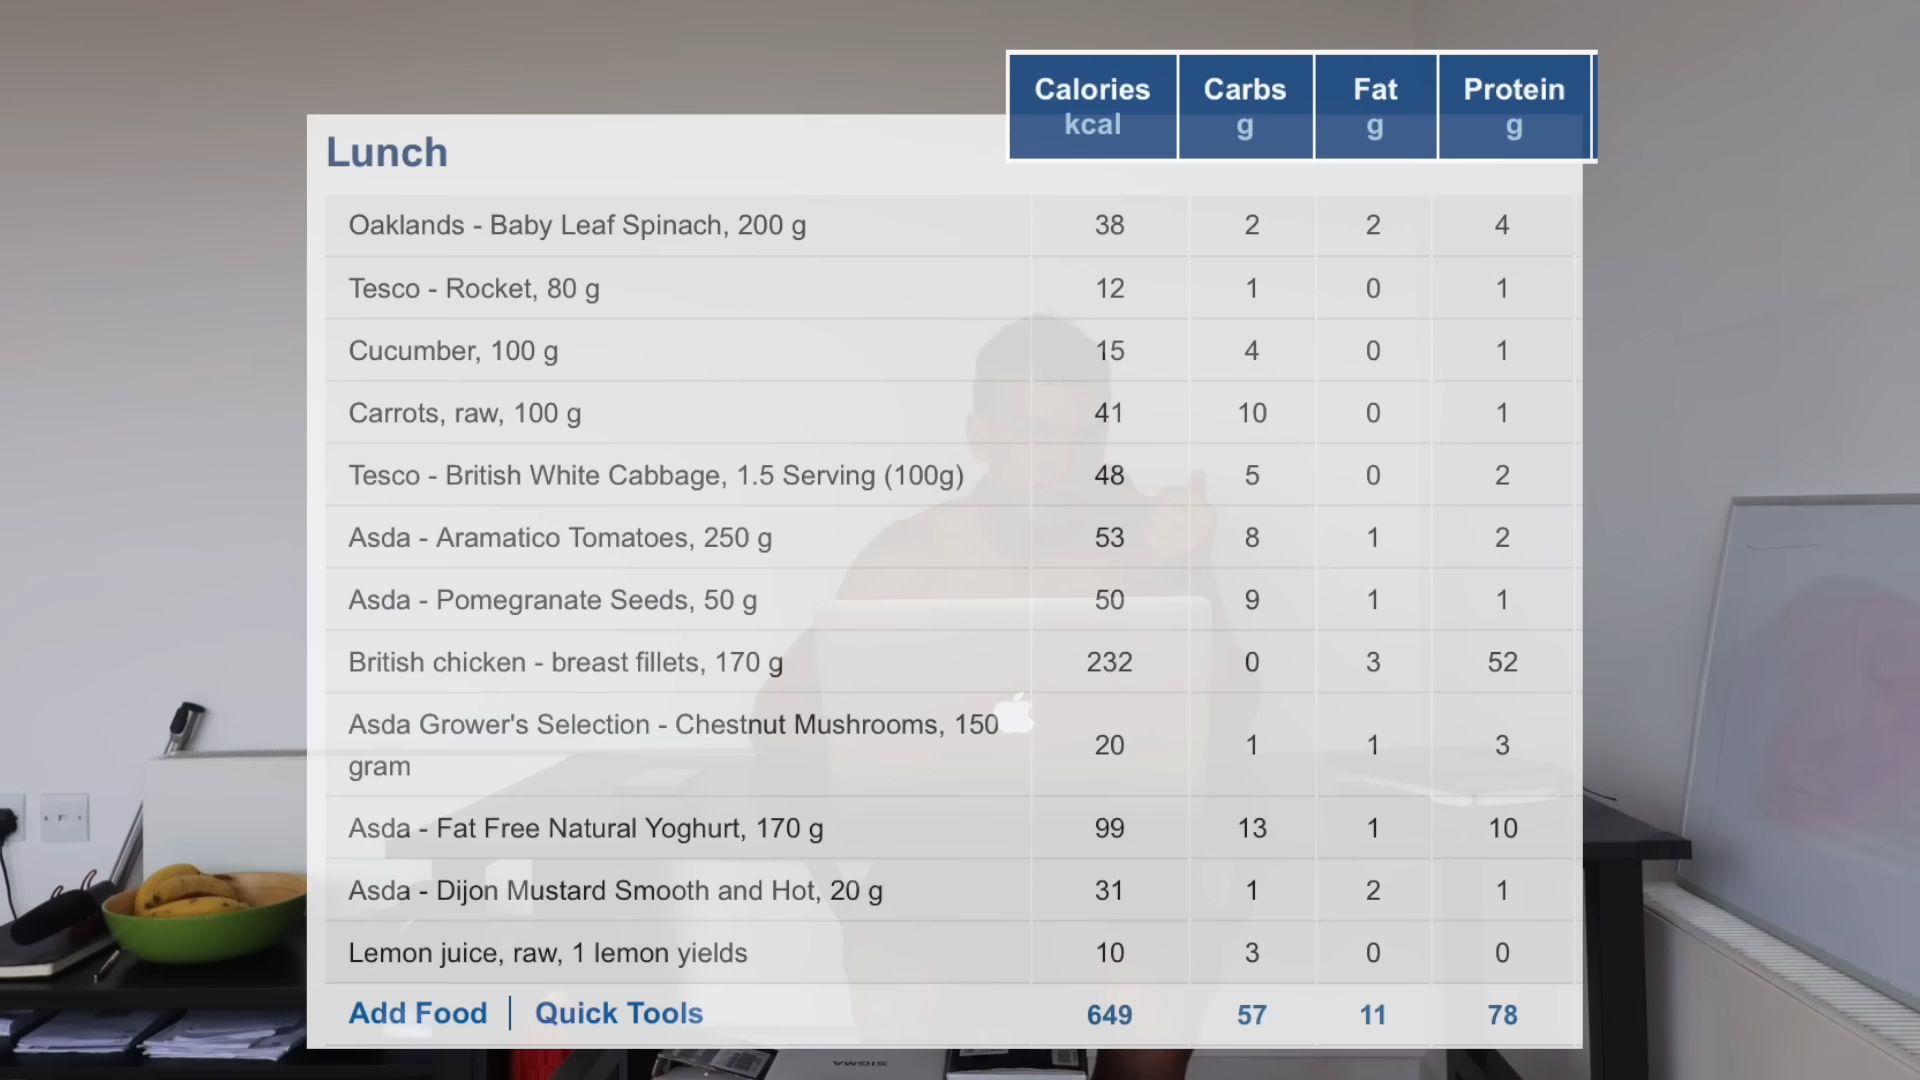 Calories Carbs Fat Protein
kcal g g g
Lunch
Oaklands - Baby Leaf Spinach, 200 g 38 2 2 4
Tesco - Rocket, 80 g 12 1 0 1
Cucumber, 100 g 15 4 0 1
Carrots, raw, 100 g 41 10 0 1
Tesco - British White Cabbage, 1.5 Serving (100g) 48 5 0 2
Asda - Aramatico Tomatoes, 250 g 53 8 1 2
Asda - Pomegranate Seeds, 50 g 50 9 1 1
British chicken - breast fillets, 170 g 232 0 3 52
Asda Grower's Selection - Chestnut Mushrooms, 150
gram 20 1 1 3
Asda - Fat Free Natural Yoghurt, 170 g 99 13 1 10
Asda - Dijon Mustard Smooth and Hot, 20 g 31 1 2 1
Lemon juice, raw, 1 lemon yields 10 3 0 0
Add Food | Quick Tools 649 57 11 78